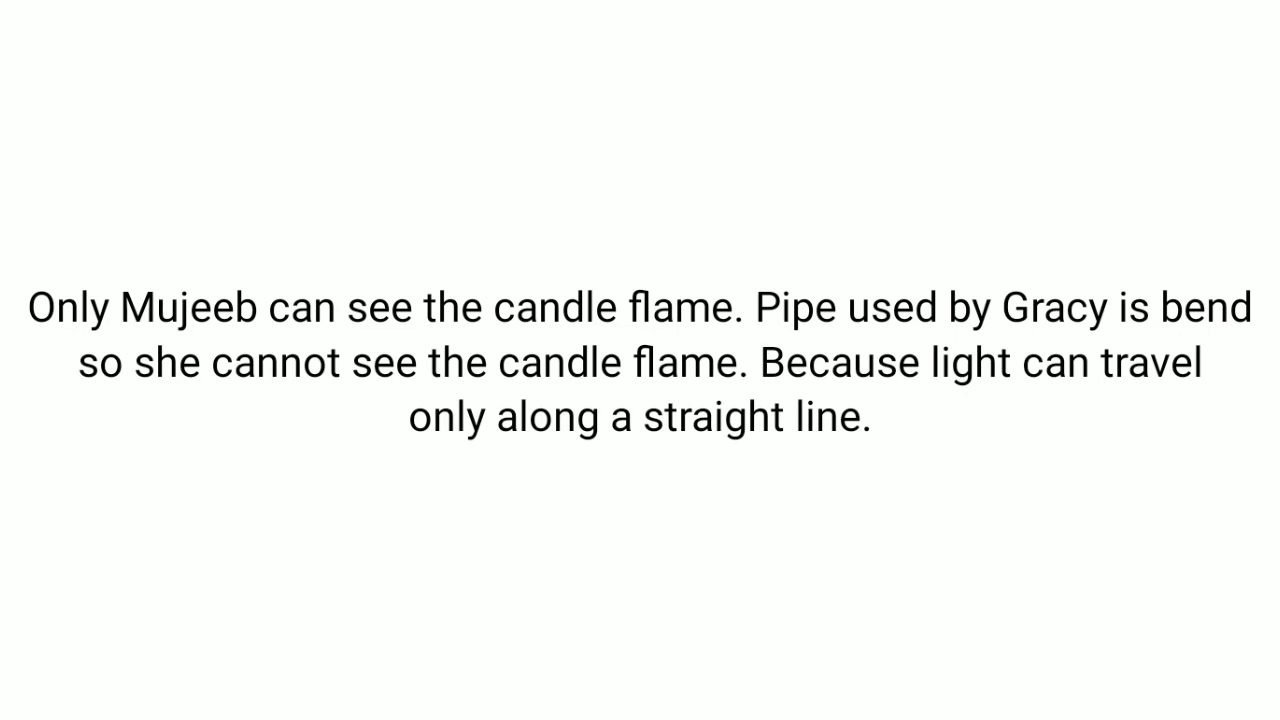 Only Mujeeb can see the candle flame. Pipe used by Gracy is bend
so she cannot see the candle flame. Because light can travel
only along a straight line.